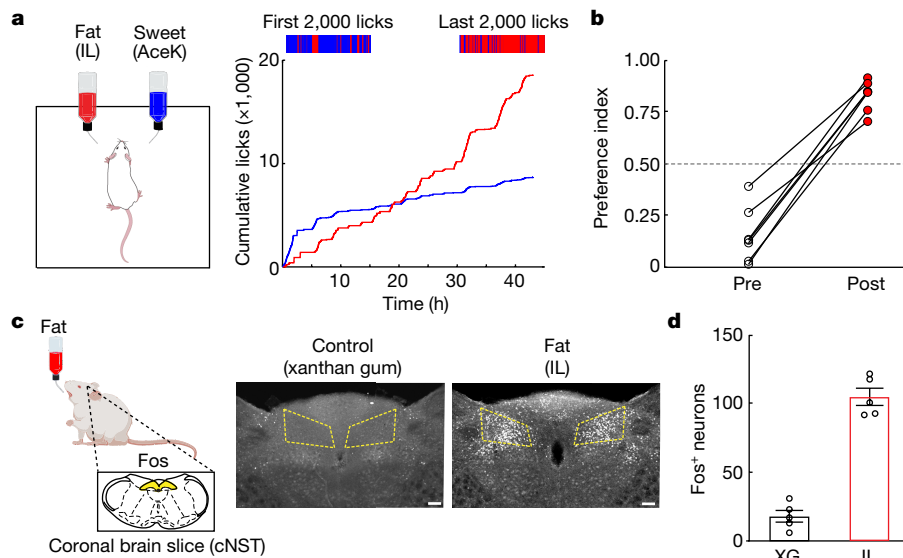 a
Fat
(IL)
Sweet
(AceK)
First 2,000 licks
Last 2,000 licks
Cumulative licks (×1,000)
20
10
0
0
10
20
30
40
Time (h)
b
Preference index
1.00
0.75
0.50
0.25
0
Pre
Post
c
Fat
Fos
Coronal brain slice (cNST)
Control
(xanthan gum)
Fat
(IL)
d
Fos⁺ neurons
150
100
50
0
XG
IL